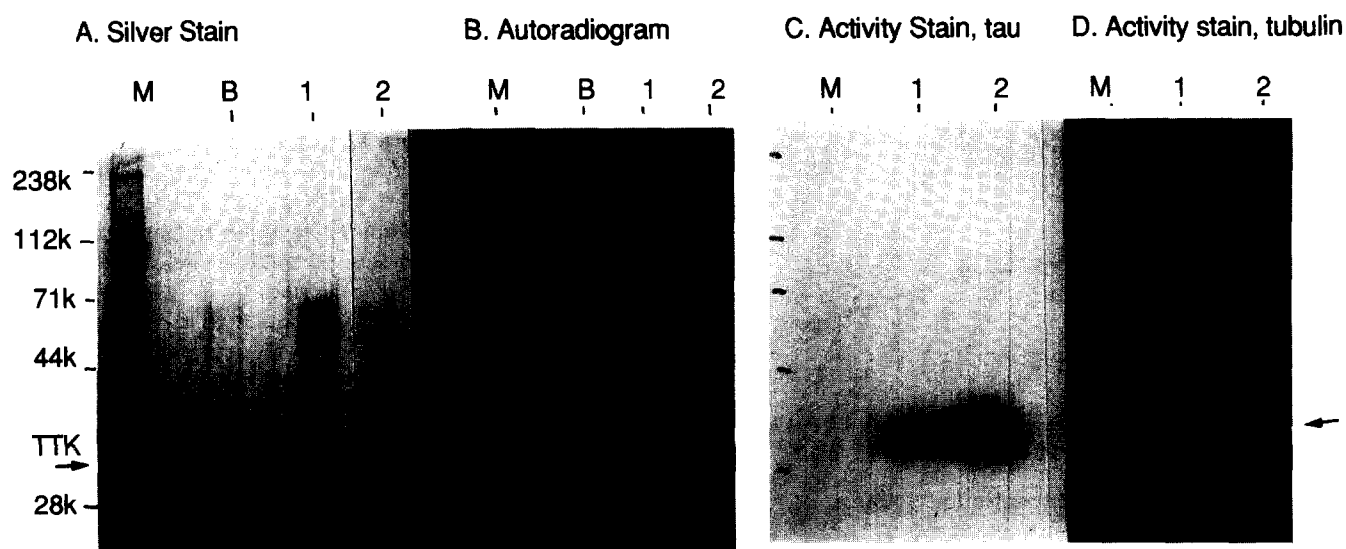 A. Silver Stain B. Autoradiogram C. Activity Stain, tau D. Activity stain, tubulin
M B 1 2 M B 1 2 M 1 2 M 1 2
238k
112k
71k
44k
TTK
28k